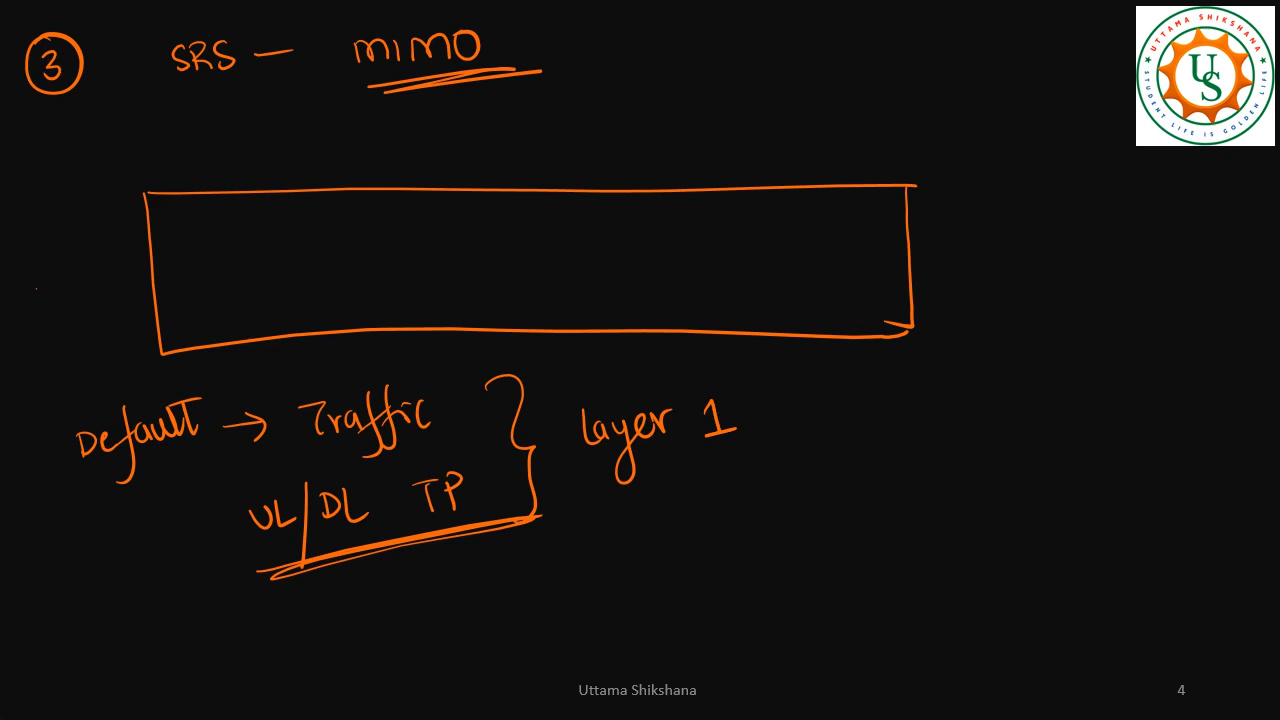 3 SRS — MIMO
UTTAMA SHIKSHANA
US
STUDENT LIFE IS GOLDEN LIFE
Default → Traffic } Layer 1
UL/DL TP
Uttama Shikshana 4